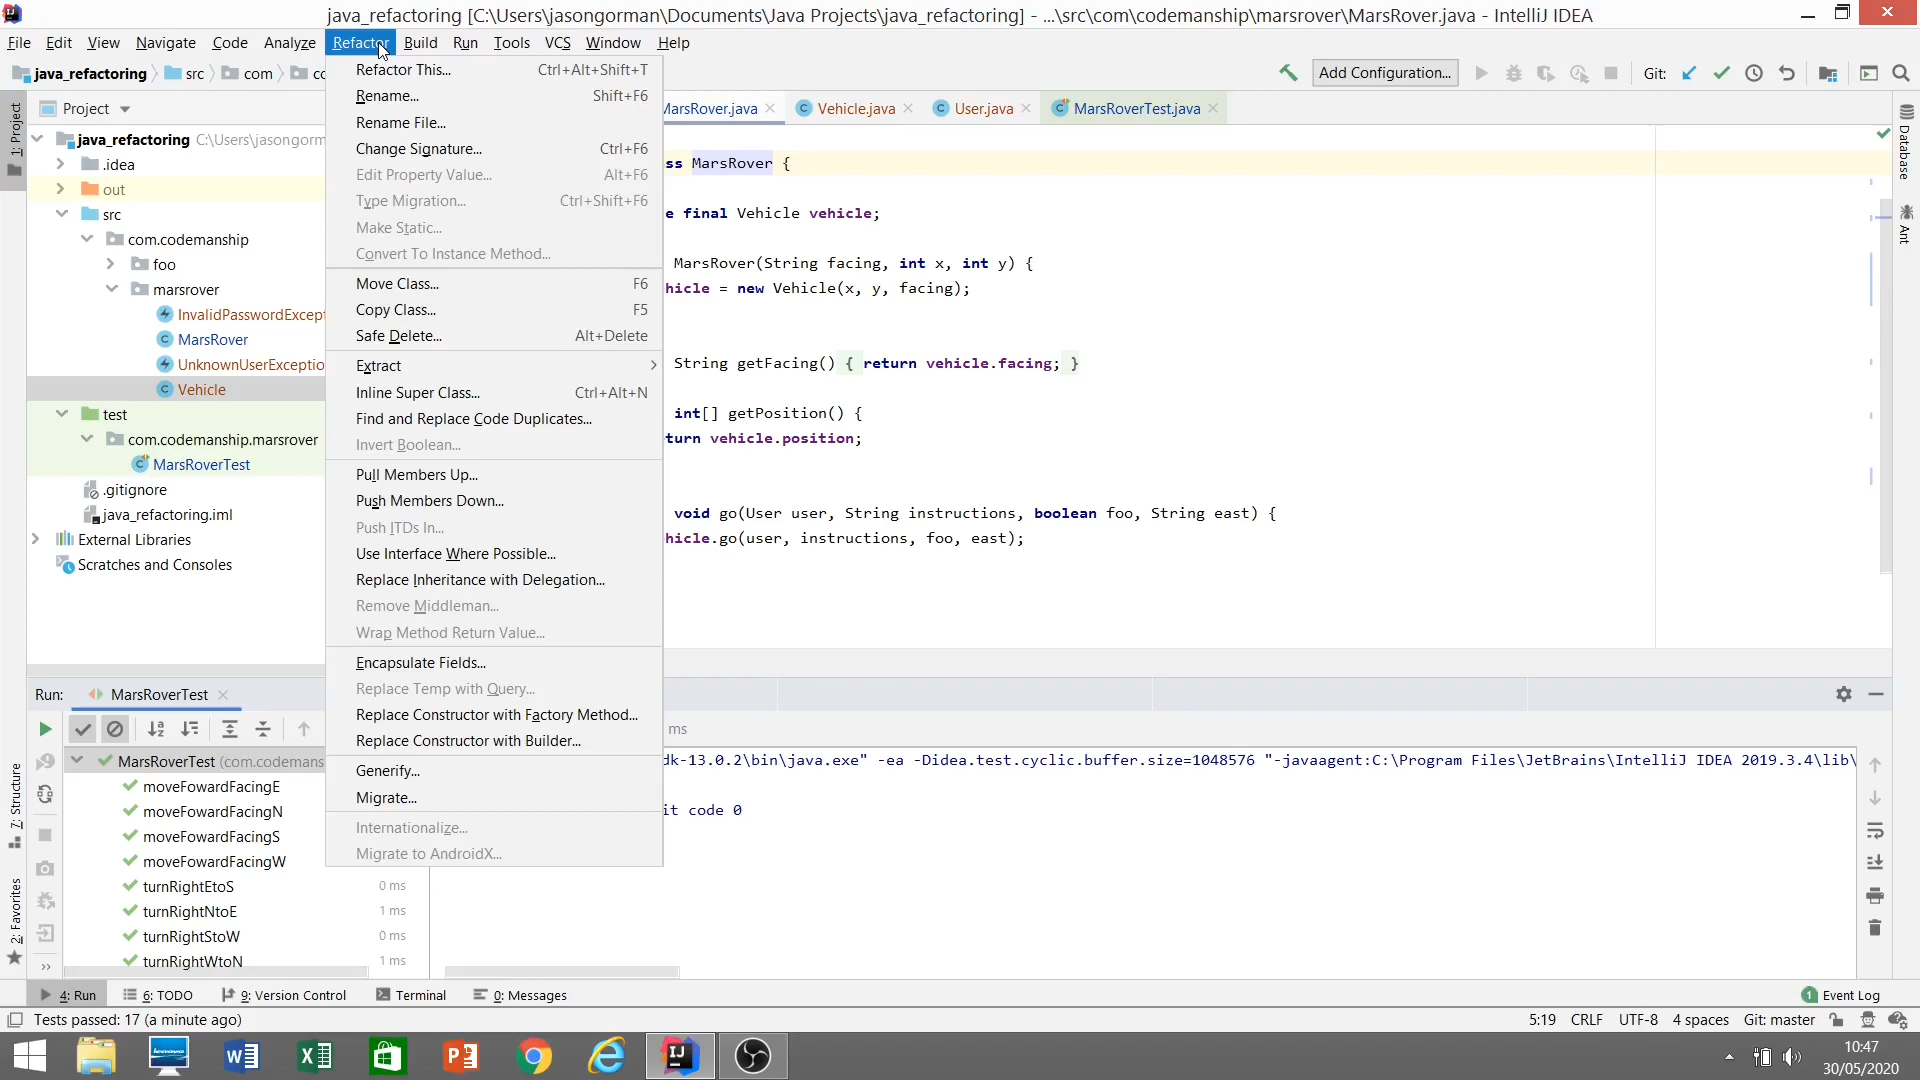 java_refactoring [C:\Users\jasongorman\Documents\Java Projects\java_refactoring] - ...\src\com\codemanship\marsrover\MarsRover.java - IntelliJ IDEA
File Edit View Navigate Code Analyze Refactor Build Run Tools VCS Window Help
java_refactoring src com co
Add Configuration... Git:
Refactor This... Ctrl+Alt+Shift+T
Rename... Shift+F6
Rename File...
Change Signature... Ctrl+F6
Edit Property Value... Alt+F6
Type Migration... Ctrl+Shift+F6
Make Static...
Convert To Instance Method...
Move Class... F6
Copy Class... F5
Safe Delete... Alt+Delete
Extract
Inline Super Class... Ctrl+Alt+N
Find and Replace Code Duplicates...
Invert Boolean...
Pull Members Up...
Push Members Down...
Push ITDs In...
Use Interface Where Possible...
Replace Inheritance with Delegation...
Remove Middleman...
Wrap Method Return Value...
Encapsulate Fields...
Replace Temp with Query...
Replace Constructor with Factory Method...
Replace Constructor with Builder...
Generify...
Migrate...
Internationalize...
Migrate to AndroidX...
1: Project
7: Structure
2: Favorites
Project
java_refactoring C:\Users\jasongorm
.idea
out
src
com.codemanship
foo
marsrover
InvalidPasswordExcept
MarsRover
UnknownUserExceptio
Vehicle
test
com.codemanship.marsrover
MarsRoverTest
.gitignore
java_refactoring.iml
External Libraries
Scratches and Consoles
MarsRover.java Vehicle.java User.java MarsRoverTest.java
ss MarsRover {
e final Vehicle vehicle;
MarsRover(String facing, int x, int y) {
hicle = new Vehicle(x, y, facing);
String getFacing() { return vehicle.facing; }
int[] getPosition() {
turn vehicle.position;
void go(User user, String instructions, boolean foo, String east) {
hicle.go(user, instructions, foo, east);
Database
Ant
Run: MarsRoverTest
ms
MarsRoverTest (com.codemans
moveFowardFacingE
moveFowardFacingN
moveFowardFacingS
moveFowardFacingW
turnRightEtoS 0 ms
turnRightNtoE 1 ms
turnRightStoW 0 ms
turnRightWtoN 1 ms
dk-13.0.2\bin\java.exe" -ea -Didea.test.cyclic.buffer.size=1048576 "-javaagent:C:\Program Files\JetBrains\IntelliJ IDEA 2019.3.4\lib\
it code 0
4: Run 6: TODO 9: Version Control Terminal 0: Messages 1 Event Log
Tests passed: 17 (a minute ago) 5:19 CRLF UTF-8 4 spaces Git: master
10:47
30/05/2020